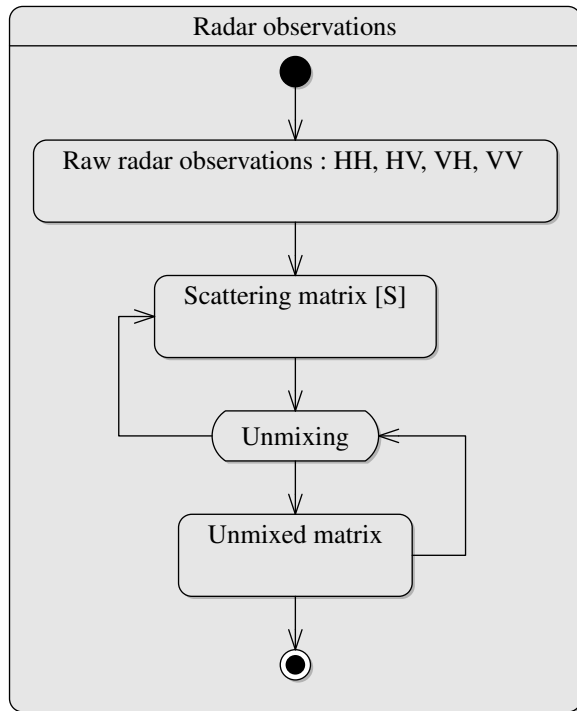 Radar observations
Raw radar observations : HH, HV, VH, VV
Scattering matrix [S]
Unmixing
Unmixed matrix